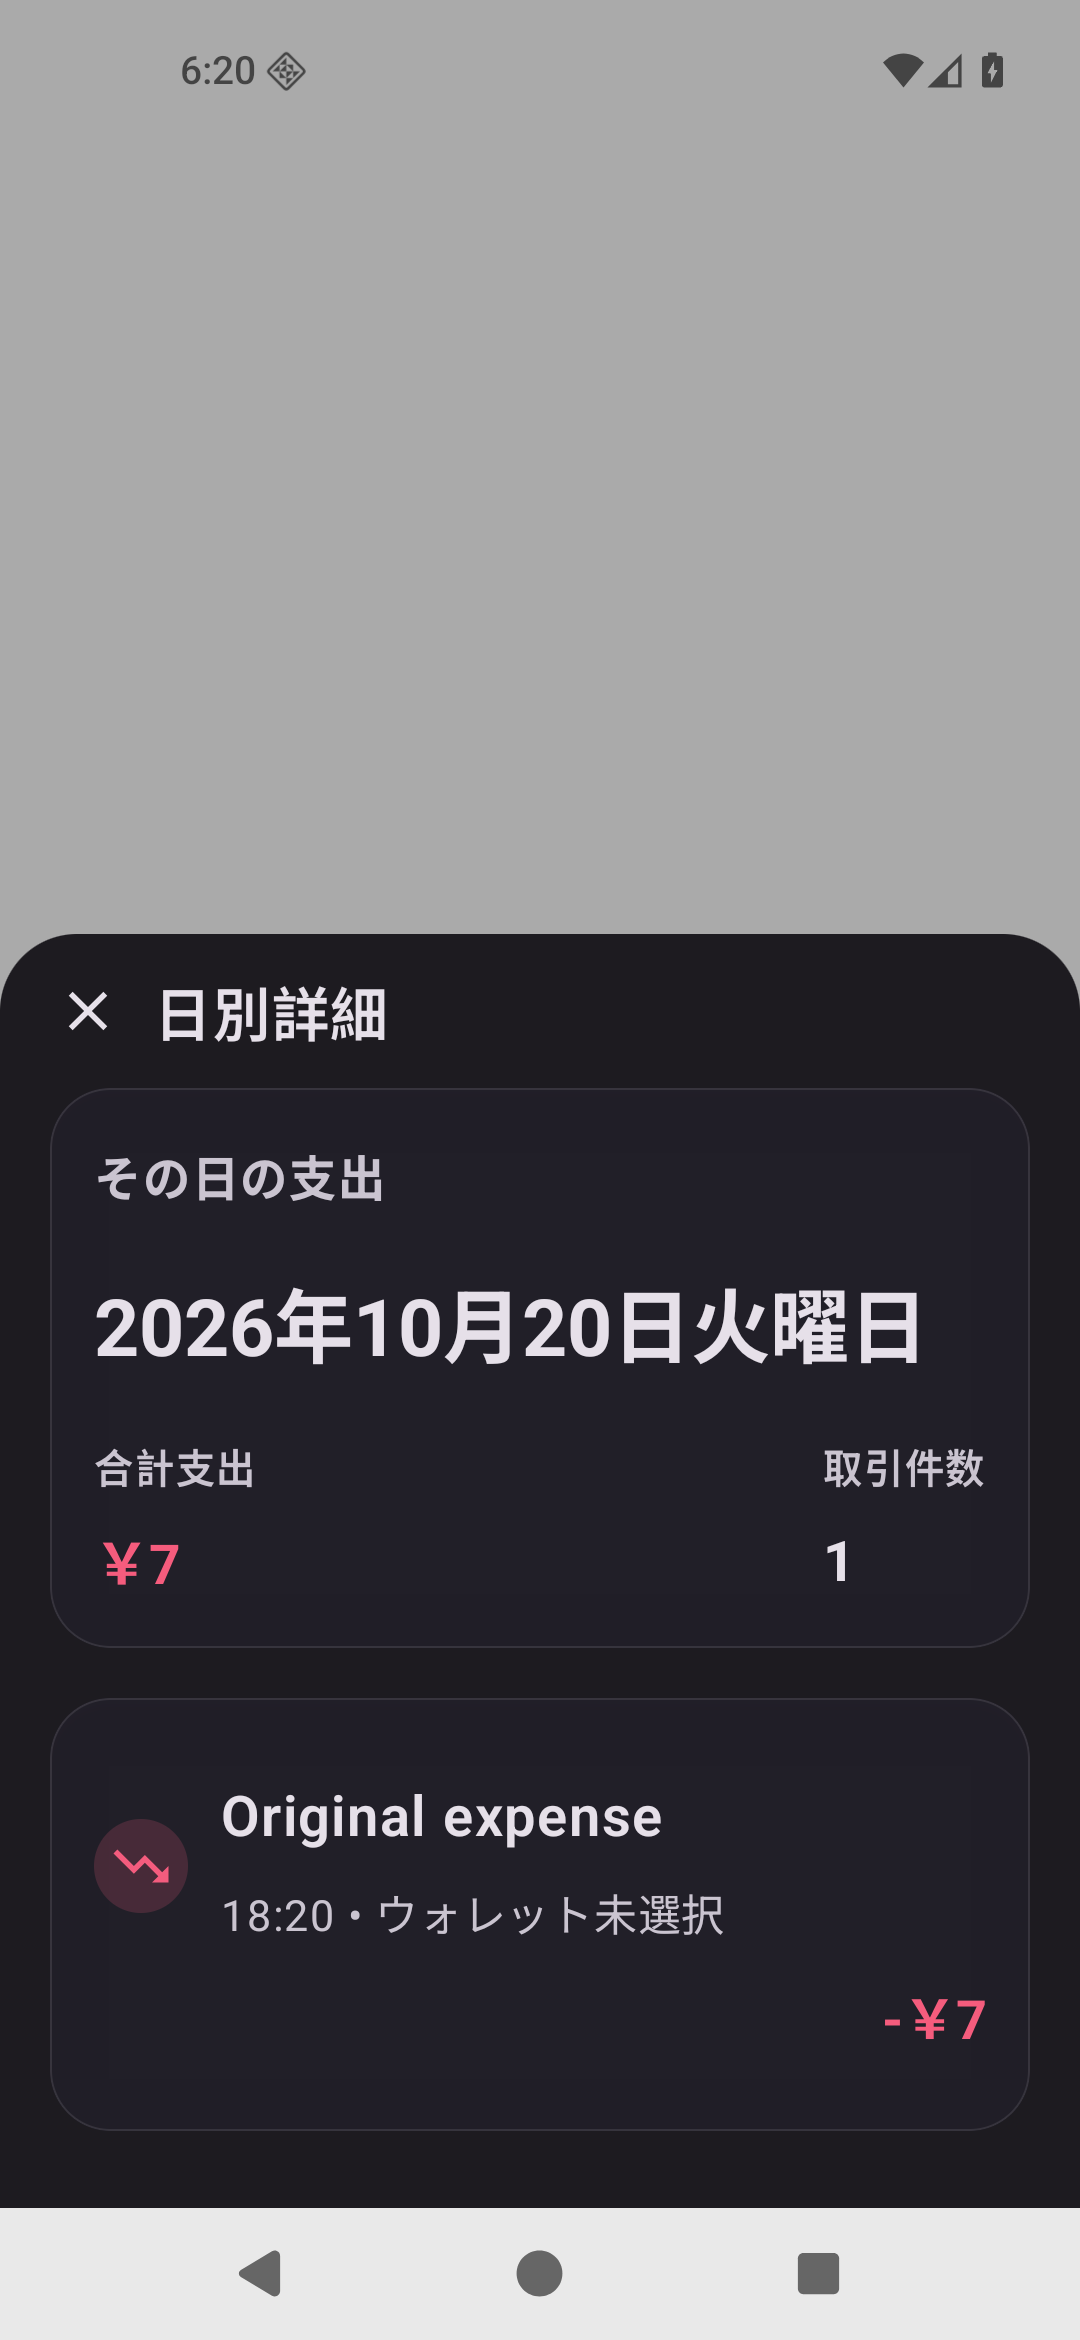 6:20
日別詳細
その日の支出
2026年10月20日火曜日
合計支出 取引件数
￥7 1
Original expense
18:20・ウォレット未選択
-￥7